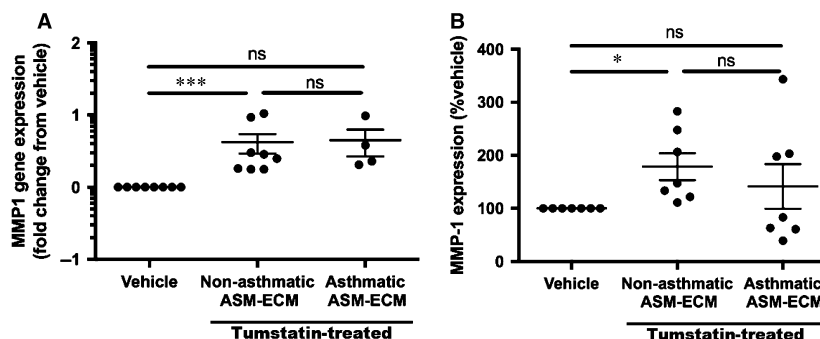 A
MMP1 gene expression
(fold change from vehicle)
2
1
0
–1
ns
***
ns
Vehicle
Non-asthmatic
ASM-ECM
Asthmatic
ASM-ECM
Tumstatin-treated
B
MMP-1 expression (%vehicle)
400
300
200
100
0
ns
*
ns
Vehicle
Non-asthmatic
ASM-ECM
Asthmatic
ASM-ECM
Tumstatin-treated